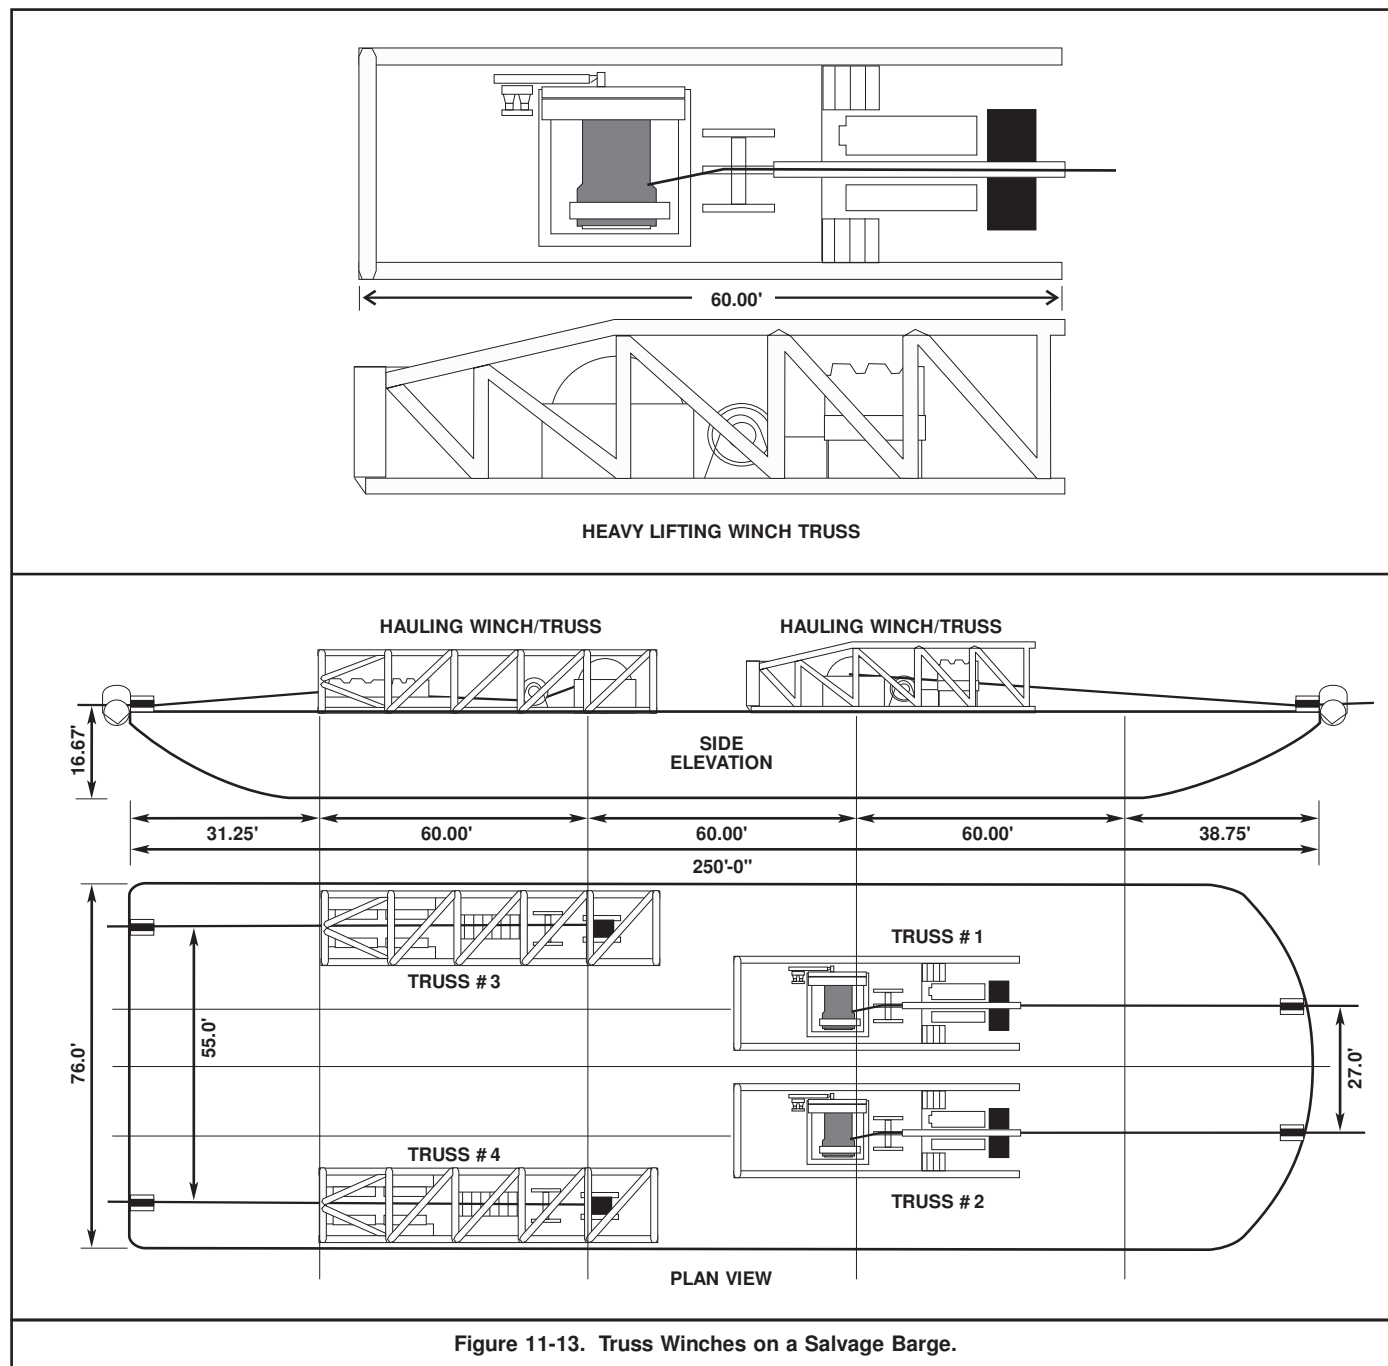 60.00'
HEAVY LIFTING WINCH TRUSS
HAULING WINCH/TRUSS
HAULING WINCH/TRUSS
16.67'
SIDE
ELEVATION
31.25'
60.00'
60.00'
60.00'
38.75'
250'-0"
TRUSS # 1
TRUSS # 3
76.0'
55.0'
27.0'
TRUSS # 4
TRUSS # 2
PLAN VIEW
Figure 11-13. Truss Winches on a Salvage Barge.